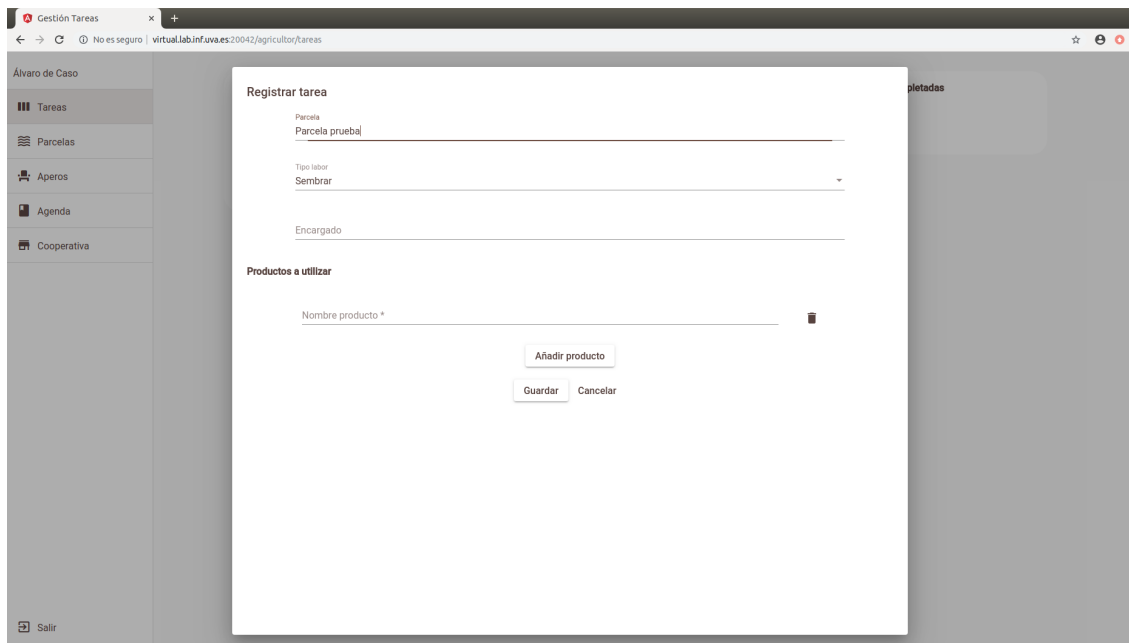 Gestión Tareas
No es seguro | virtual.lab.inf.uva.es:20042/agricultor/tareas
Álvaro de Caso
Tareas
Parcelas
Aperos
Agenda
Cooperativa
Salir
Registrar tarea
Parcela
Parcela prueba
Tipo labor
Sembrar
Encargado
Productos a utilizar
Nombre producto *
Añadir producto
Guardar Cancelar
pletadas